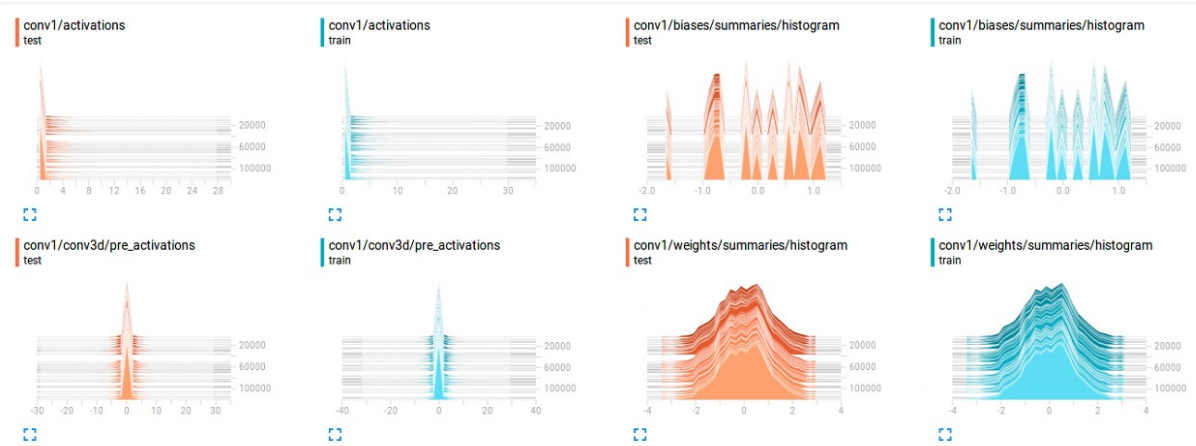 conv1/activations
test
conv1/activations
train
conv1/biases/summaries/histogram
test
conv1/biases/summaries/histogram
train
20000
60000
100000
0 4 8 12 16 20 24 28
20000
60000
100000
0 10 20 30
20000
60000
100000
-2.0 -1.0 0.0 1.0
20000
60000
100000
-2.0 -1.0 0.0 1.0
conv1/conv3d/pre_activations
test
conv1/conv3d/pre_activations
train
conv1/weights/summaries/histogram
test
conv1/weights/summaries/histogram
train
20000
60000
100000
-30 -20 -10 0 10 20 30
20000
60000
100000
-40 -20 0 20 40
20000
60000
100000
-4 -2 0 2 4
20000
60000
100000
-4 -2 0 2 4